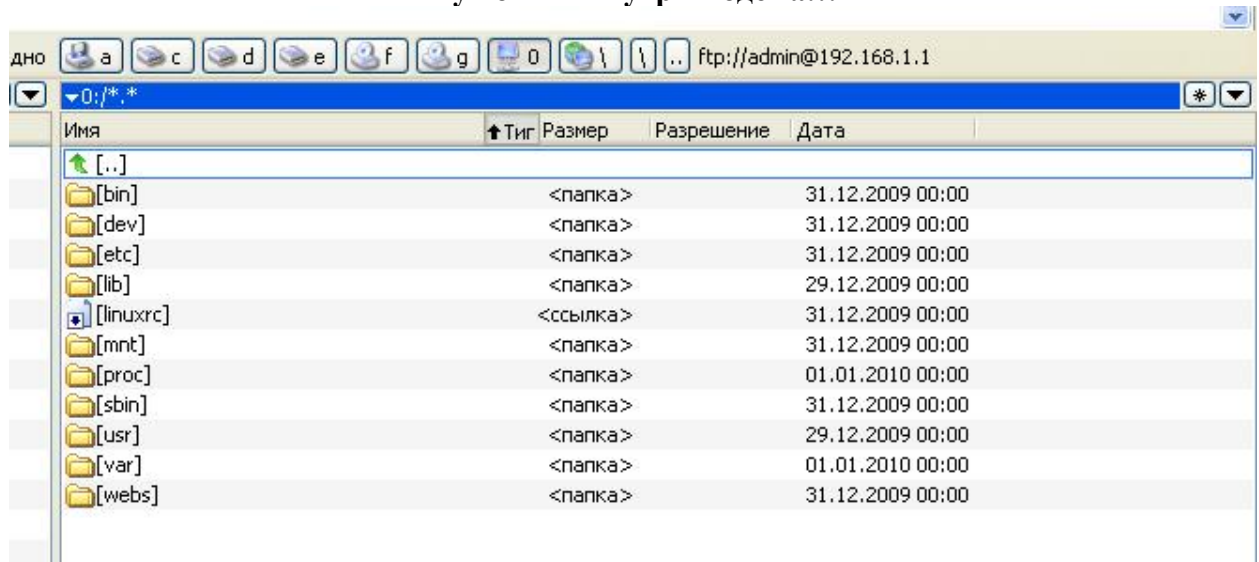 дно a c d e f g 0 \ \ .. ftp://admin@192.168.1.1
0:/*.* *
Имя Тип Размер Разрешение Дата
[..]
[bin] <папка> 31.12.2009 00:00
[dev] <папка> 31.12.2009 00:00
[etc] <папка> 31.12.2009 00:00
[lib] <папка> 29.12.2009 00:00
[linuxrc] <ссылка> 31.12.2009 00:00
[mnt] <папка> 31.12.2009 00:00
[proc] <папка> 01.01.2010 00:00
[sbin] <папка> 31.12.2009 00:00
[usr] <папка> 29.12.2009 00:00
[var] <папка> 01.01.2010 00:00
[webs] <папка> 31.12.2009 00:00